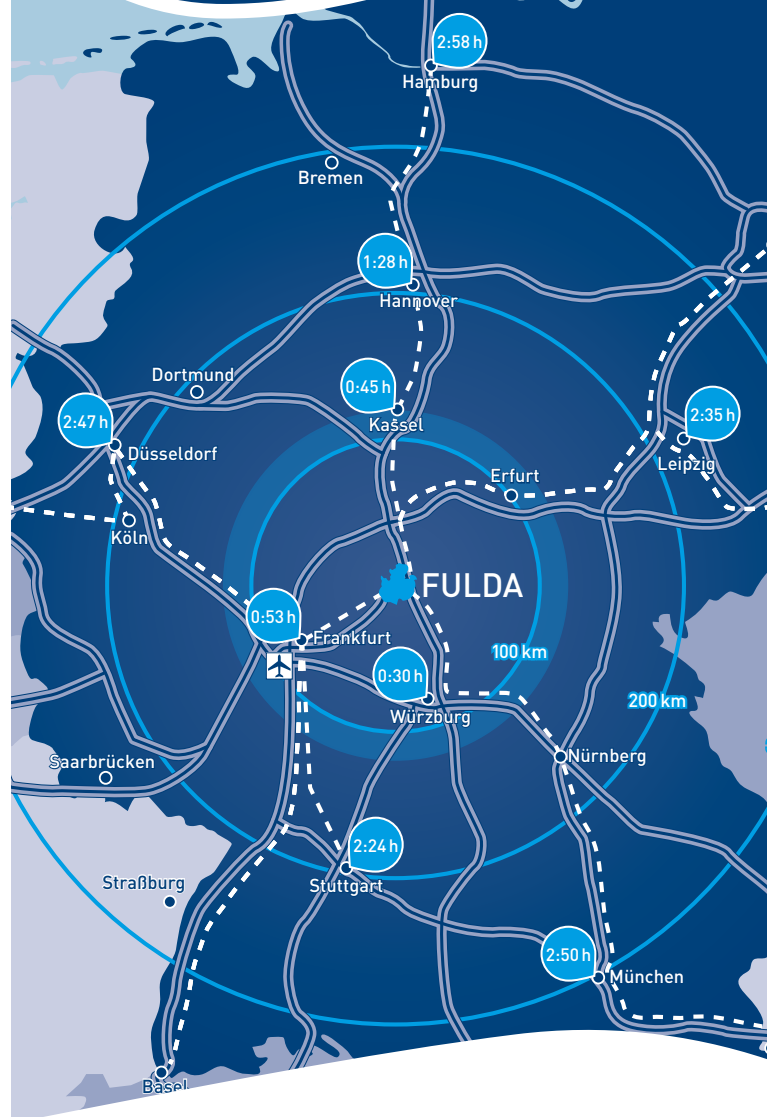 2:58 h
Hamburg
Bremen
1:28 h
Hannover
Dortmund
0:45 h
Kassel
2:47 h
Düsseldorf
2:35 h
Leipzig
Erfurt
Köln
FULDA
0:53 h
Frankfurt
100 km
0:30 h
Würzburg
200 km
Nürnberg
Saarbrücken
2:24 h
Stuttgart
Straßburg
2:50 h
München
Basel